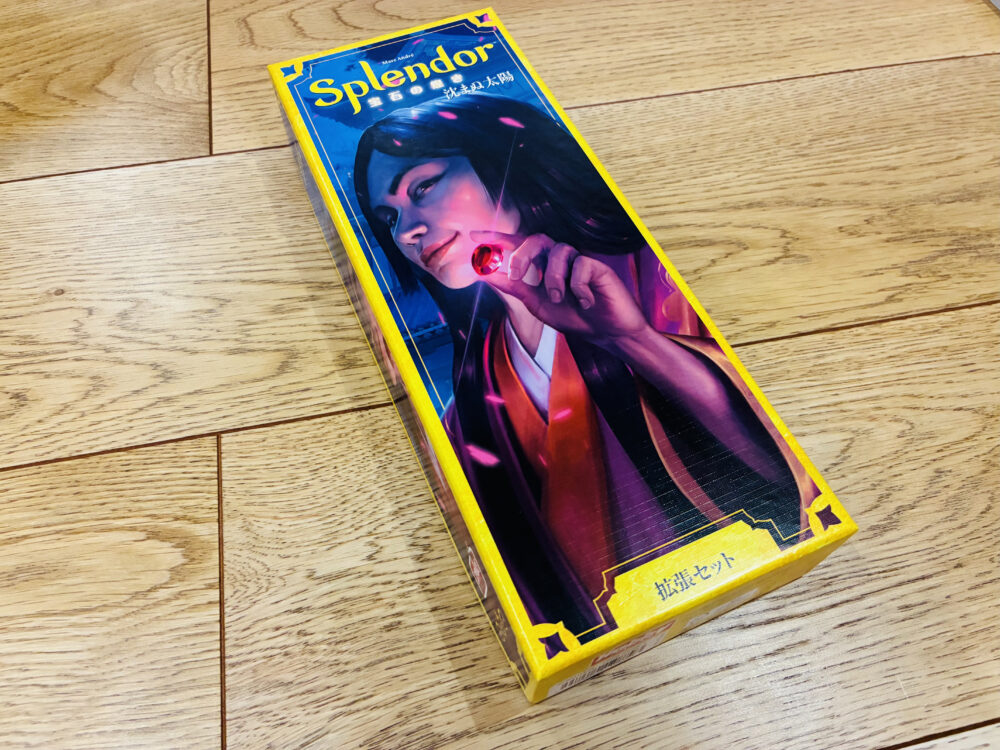 Marc André
Splendor
宝石の煌き
沈まぬ太陽
拡張セット